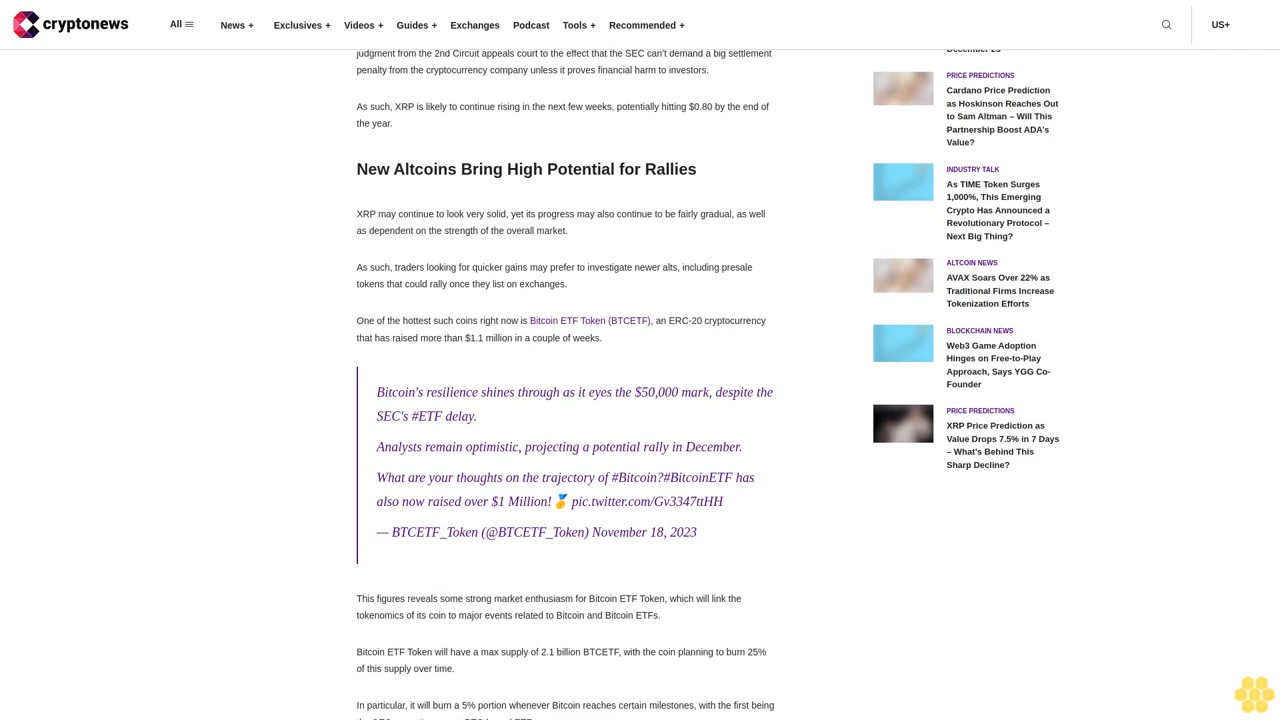 cryptonews
All
News +
Exclusives +
Videos +
Guides +
Exchanges
Podcast
Tools +
Recommended +
US+
judgment from the 2nd Circuit appeals court to the effect that the SEC can't demand a big settlement
penalty from the cryptocurrency company unless it proves financial harm to investors.
As such, XRP is likely to continue rising in the next few weeks, potentially hitting $0.80 by the end of
the year.
New Altcoins Bring High Potential for Rallies
XRP may continue to look very solid, yet its progress may also continue to be fairly gradual, as well
as dependent on the strength of the overall market.
As such, traders looking for quicker gains may prefer to investigate newer alts, including presale
tokens that could rally once they list on exchanges.
One of the hottest such coins right now is Bitcoin ETF Token (BTCETF), an ERC-20 cryptocurrency
that has raised more than $1.1 million in a couple of weeks.
Bitcoin's resilience shines through as it eyes the $50,000 mark, despite the
SEC's #ETF delay.
Analysts remain optimistic, projecting a potential rally in December.
What are your thoughts on the trajectory of #Bitcoin?#BitcoinETF has
also now raised over $1 Million!🥇 pic.twitter.com/Gv3347ttHH
— BTCETF_Token (@BTCETF_Token) November 18, 2023
This figures reveals some strong market enthusiasm for Bitcoin ETF Token, which will link the
tokenomics of its coin to major events related to Bitcoin and Bitcoin ETFs.
Bitcoin ETF Token will have a max supply of 2.1 billion BTCETF, with the coin planning to burn 25%
of this supply over time.
In particular, it will burn a 5% portion whenever Bitcoin reaches certain milestones, with the first being
PRICE PREDICTIONS
Cardano Price Prediction
as Hoskinson Reaches Out
to Sam Altman – Will This
Partnership Boost ADA's
Value?
INDUSTRY TALK
As TIME Token Surges
1,000%, This Emerging
Crypto Has Announced a
Revolutionary Protocol –
Next Big Thing?
ALTCOIN NEWS
AVAX Soars Over 22% as
Traditional Firms Increase
Tokenization Efforts
BLOCKCHAIN NEWS
Web3 Game Adoption
Hinges on Free-to-Play
Approach, Says YGG Co-
Founder
PRICE PREDICTIONS
XRP Price Prediction as
Value Drops 7.5% in 7 Days
– What's Behind This
Sharp Decline?